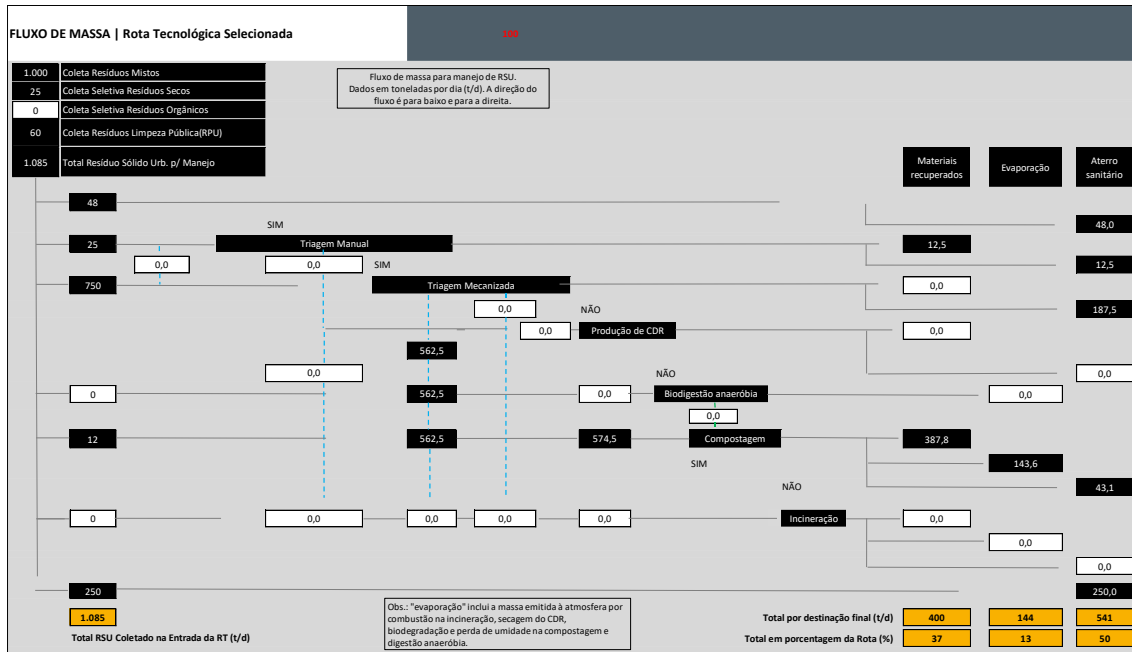 FLUXO DE MASSA | Rota Tecnológica Selecionada
100
1.000 Coleta Resíduos Mistos
25 Coleta Seletiva Resíduos Secos
0 Coleta Seletiva Resíduos Orgânicos
60 Coleta Resíduos Limpeza Pública(RPU)
1.085 Total Resíduo Sólido Urb. p/ Manejo
Fluxo de massa para manejo de RSU.
Dados em toneladas por dia (t/d). A direção do
fluxo é para baixo e para a direita.
Materiais
recuperados
Evaporação
Aterro
sanitário
48
SIM
48,0
25 Triagem Manual 12,5
0,0 0,0 SIM 12,5
750 Triagem Mecanizada 0,0
0,0 NÃO 187,5
0,0 Produção de CDR 0,0
562,5
0,0 NÃO 0,0
0 562,5 0,0 Biodigestão anaeróbia 0,0
0,0
12 562,5 574,5 Compostagem 387,8
SIM 143,6
NÃO 43,1
0 0,0 0,0 0,0 0,0 Incineração 0,0
0,0
0,0
250 250,0
Obs.: "evaporação" inclui a massa emitida à atmosfera por
combustão na incineração, secagem do CDR,
biodegradação e perda de umidade na compostagem e
digestão anaeróbia.
1.085 Total por destinação final (t/d) 400 144 541
Total RSU Coletado na Entrada da RT (t/d) Total em porcentagem da Rota (%) 37 13 50